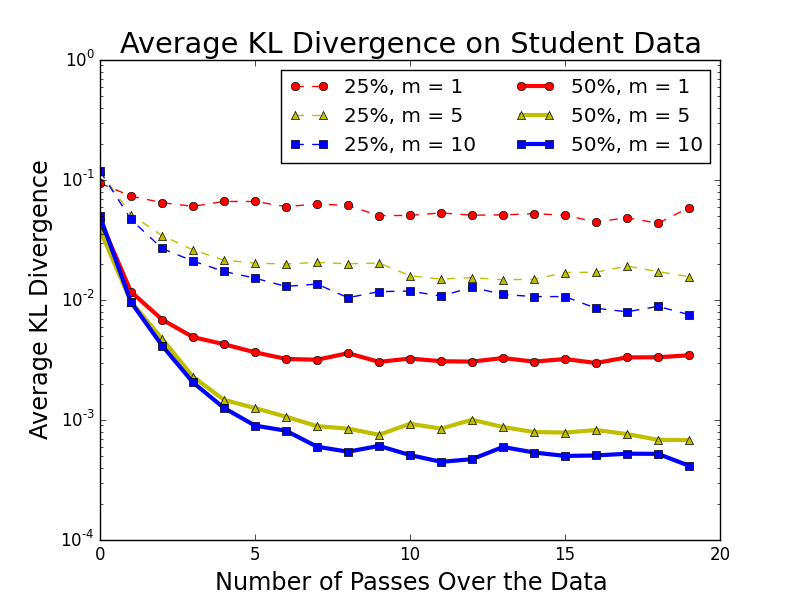 Average KL Divergence on Student Data
25%, m = 1
25%, m = 5
25%, m = 10
50%, m = 1
50%, m = 5
50%, m = 10
Average KL Divergence
10^0
10^-1
10^-2
10^-3
10^-4
0 5 10 15 20
Number of Passes Over the Data